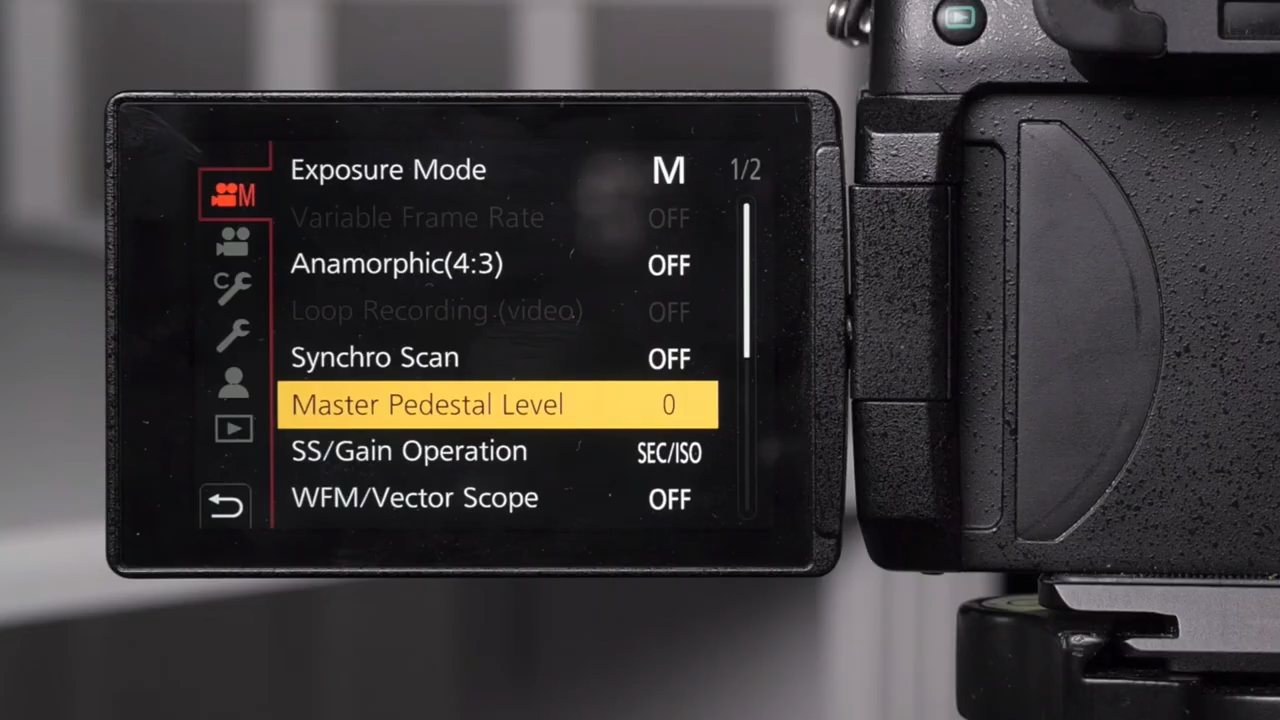 Exposure Mode M 1/2
M
Variable Frame Rate OFF
Anamorphic(4:3) OFF
C
Loop Recording (video) OFF
Synchro Scan OFF
Master Pedestal Level 0
SS/Gain Operation SEC/ISO
WFM/Vector Scope OFF